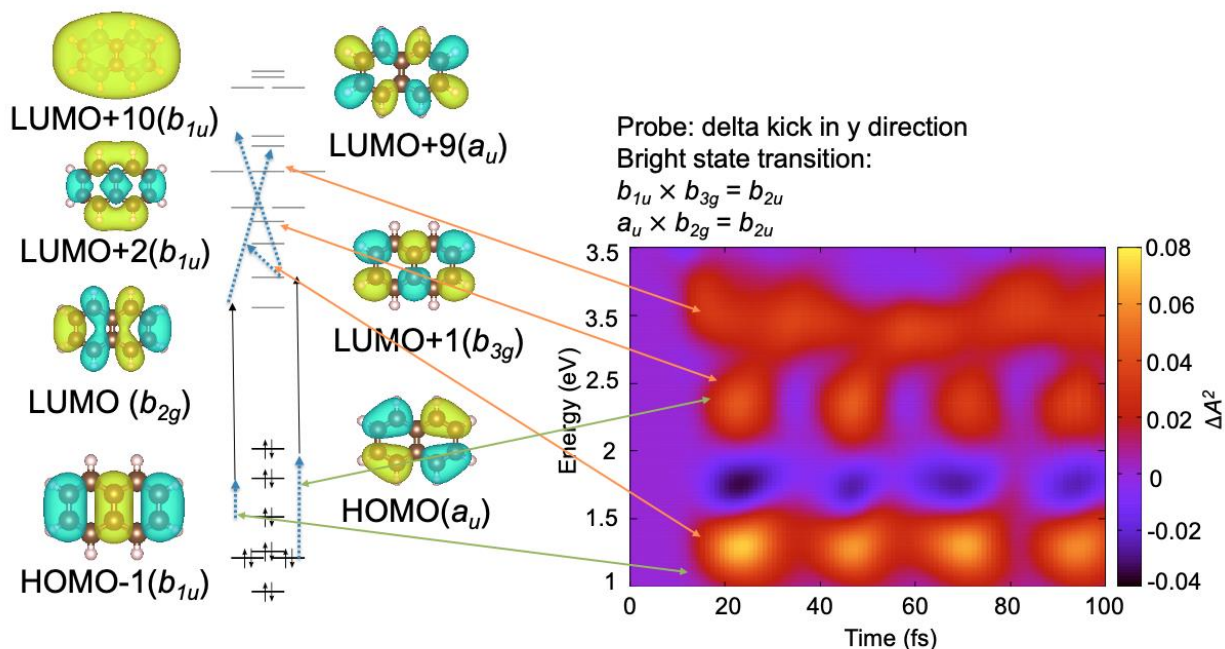 LUMO+10(b1u)
LUMO+9(au)
LUMO+2(b1u)
LUMO+1(b3g)
LUMO (b2g)
HOMO(au)
HOMO-1(b1u)
Probe: delta kick in y direction
Bright state transition:
b1u × b3g = b2u
au × b2g = b2u
3.5
3.5
2.5
2
1.5
1
Energy (eV)
0
20
40
60
80
100
Time (fs)
0.08
0.06
0.04
0.02
0
-0.02
-0.04
ΔA²